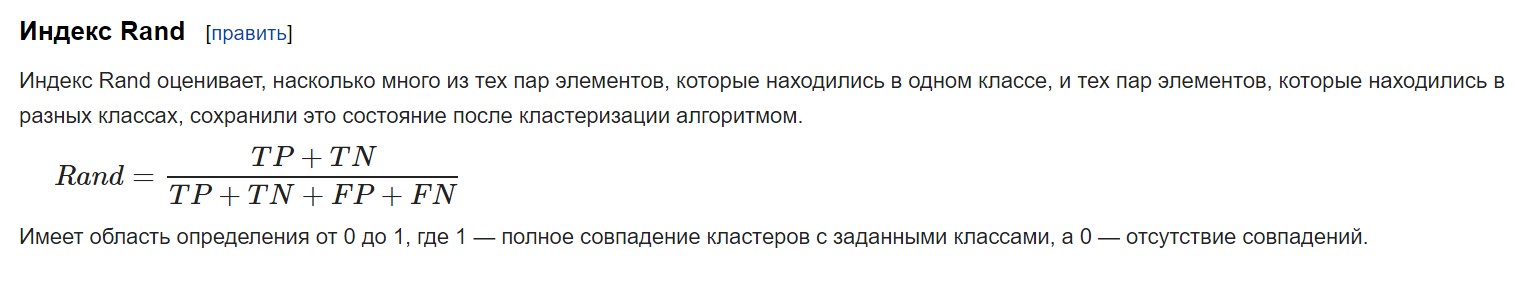 Индекс Rand [править]
Индекс Rand оценивает, насколько много из тех пар элементов, которые находились в одном классе, и тех пар элементов, которые находились в
разных классах, сохранили это состояние после кластеризации алгоритмом.
Rand = \frac{TP + TN}{TP + TN + FP + FN}
Имеет область определения от 0 до 1, где 1 — полное совпадение кластеров с заданными классами, а 0 — отсутствие совпадений.